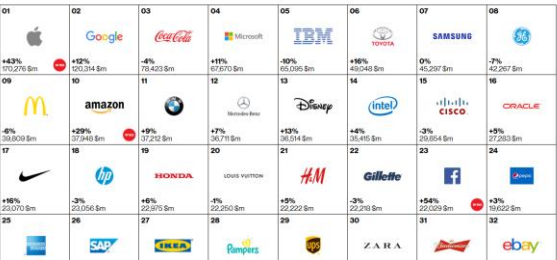 01 02 03 04 05 06 07 08
Google Coca-Cola Microsoft IBM TOYOTA SAMSUNG GE
+43% +12% -4% +11% -10% +16% 0% -7%
170,276 $m 120,314 $m 78,423 $m 67,670 $m 65,095 $m 49,048 $m 45,297 $m 42,267 $m
09 10 11 12 13 14 15 16
M amazon BMW Mercedes-Benz Disney intel CISCO ORACLE
-6% +29% +9% +7% +13% +4% -3% +5%
39,809 $m 37,948 $m 37,212 $m 36,711 $m 36,514 $m 35,415 $m 29,854 $m 27,283 $m
17 18 19 20 21 22 23 24
hp HONDA LOUIS VUITTON H&M Gillette f pepsi
+16% -3% +6% -1% +5% -3% +54% +3%
23,070 $m 23,056 $m 22,975 $m 22,250 $m 22,222 $m 22,218 $m 22,029 $m 19,622 $m
25 26 27 28 29 30 31 32
SAP IKEA Pampers ups ZARA Budweiser ebay